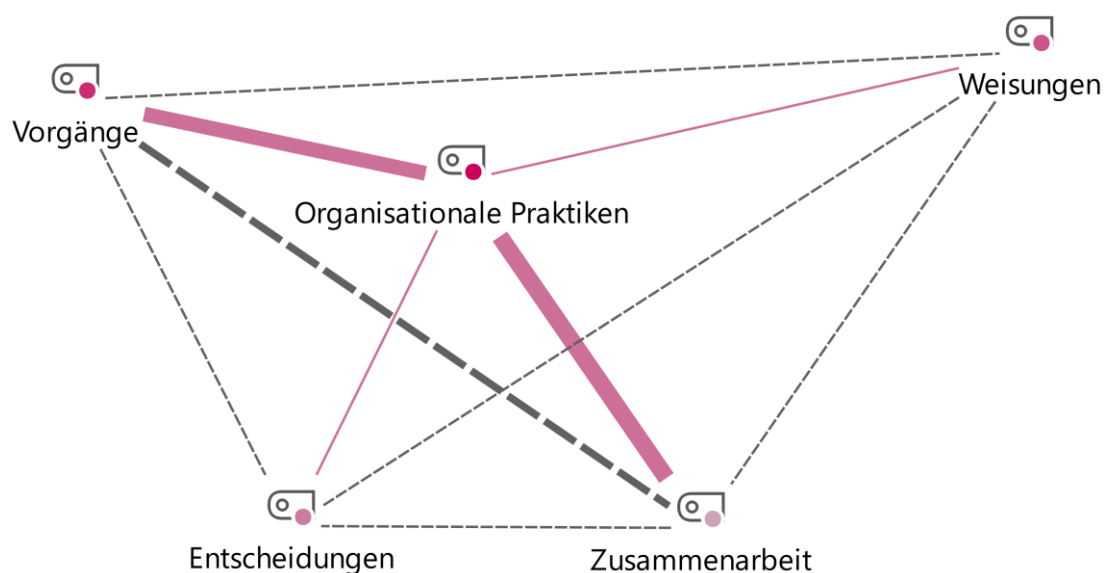 Weisungen
Vorgänge
Organisationale Praktiken
Entscheidungen
Zusammenarbeit